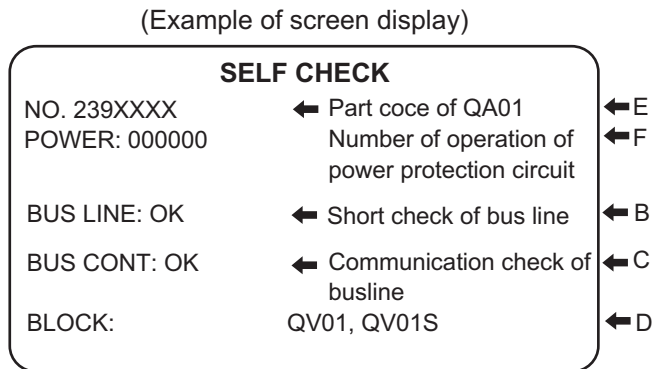 (Example of screen display)
SELF CHECK
NO. 239XXXX Part coce of QA01 E
POWER: 000000 Number of operation of F
power protection circuit
BUS LINE: OK Short check of bus line B
BUS CONT: OK Communication check of C
busline
BLOCK: QV01, QV01S D